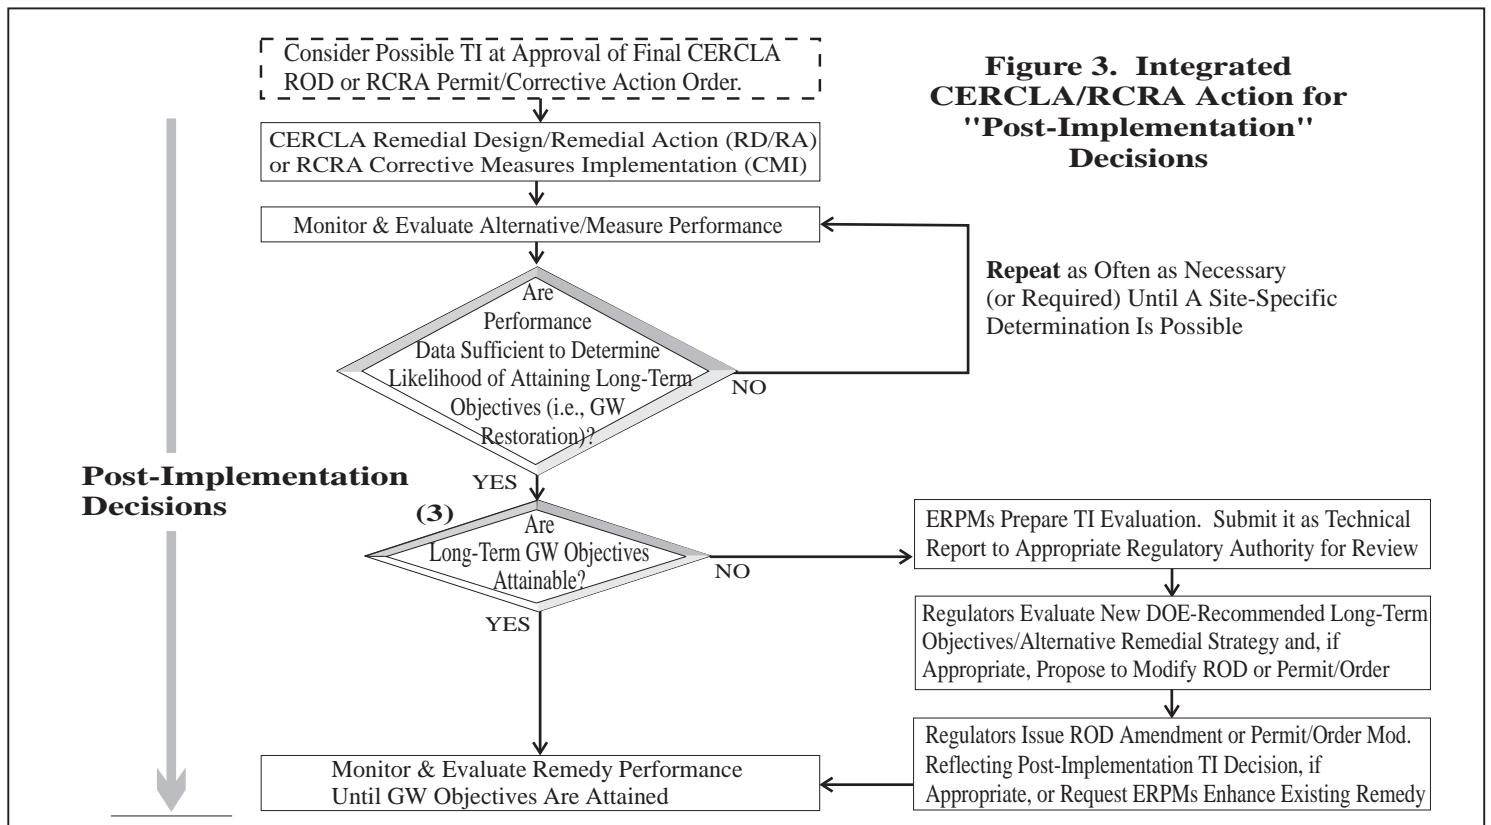 Consider Possible TI at Approval of Final CERCLA
ROD or RCRA Permit/Corrective Action Order.
Figure 3. Integrated
CERCLA/RCRA Action for
"Post-Implementation"
Decisions
CERCLA Remedial Design/Remedial Action (RD/RA)
or RCRA Corrective Measures Implementation (CMI)
Monitor & Evaluate Alternative/Measure Performance
Repeat as Often as Necessary
(or Required) Until A Site-Specific
Determination Is Possible
Are
Performance
Data Sufficient to Determine
Likelihood of Attaining Long-Term
Objectives (i.e., GW
Restoration)?
NO
YES
Post-Implementation
Decisions
(3)
Are
Long-Term GW Objectives
Attainable?
NO
YES
ERPMs Prepare TI Evaluation. Submit it as Technical
Report to Appropriate Regulatory Authority for Review
Regulators Evaluate New DOE-Recommended Long-Term
Objectives/Alternative Remedial Strategy and, if
Appropriate, Propose to Modify ROD or Permit/Order
Regulators Issue ROD Amendment or Permit/Order Mod.
Reflecting Post-Implementation TI Decision, if
Appropriate, or Request ERPMs Enhance Existing Remedy
Monitor & Evaluate Remedy Performance
Until GW Objectives Are Attained